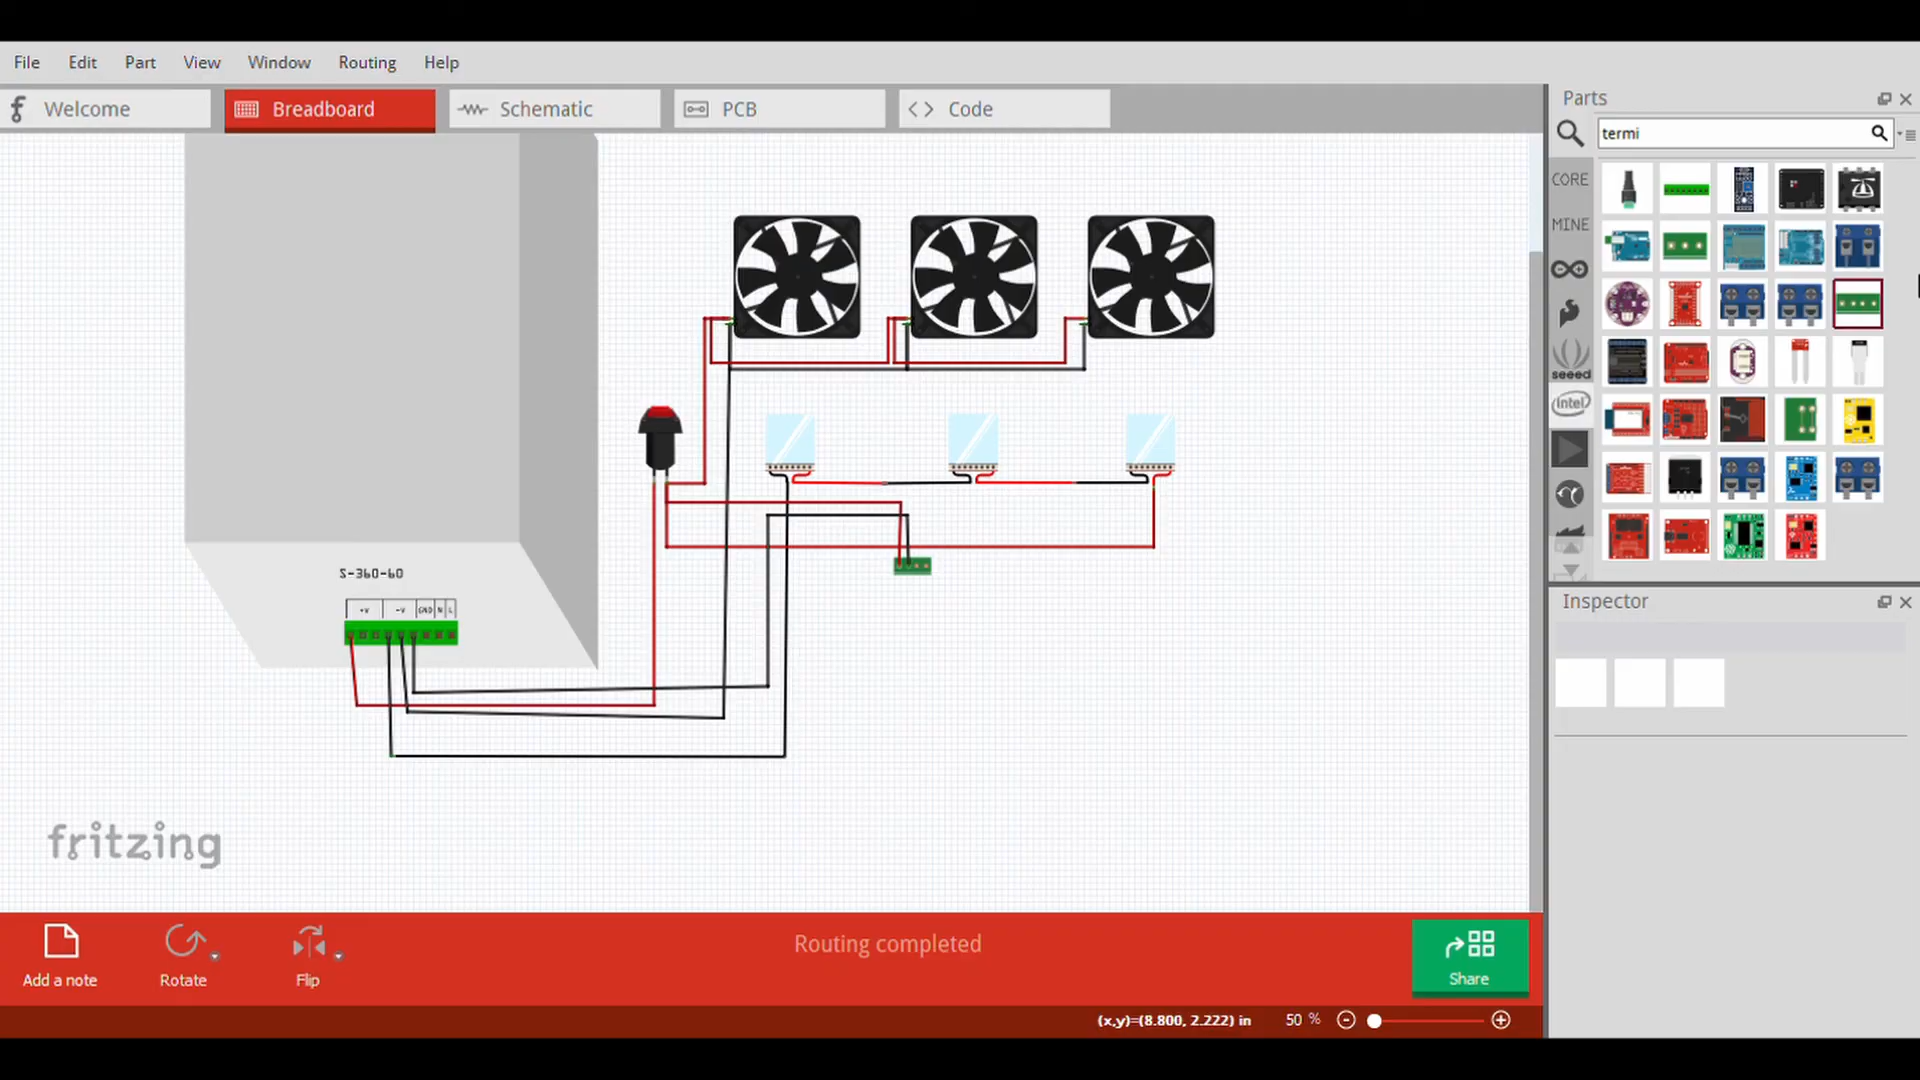 File Edit Part View Window Routing Help
Welcome Breadboard Schematic PCB Code
Parts
termi
CORE
MINE
seeed
intel
S-360-60
+V -V GND N L
fritzing
Inspector
Routing completed
Add a note Rotate Flip Share
(x,y)=(8.800, 2.222) in 50 %